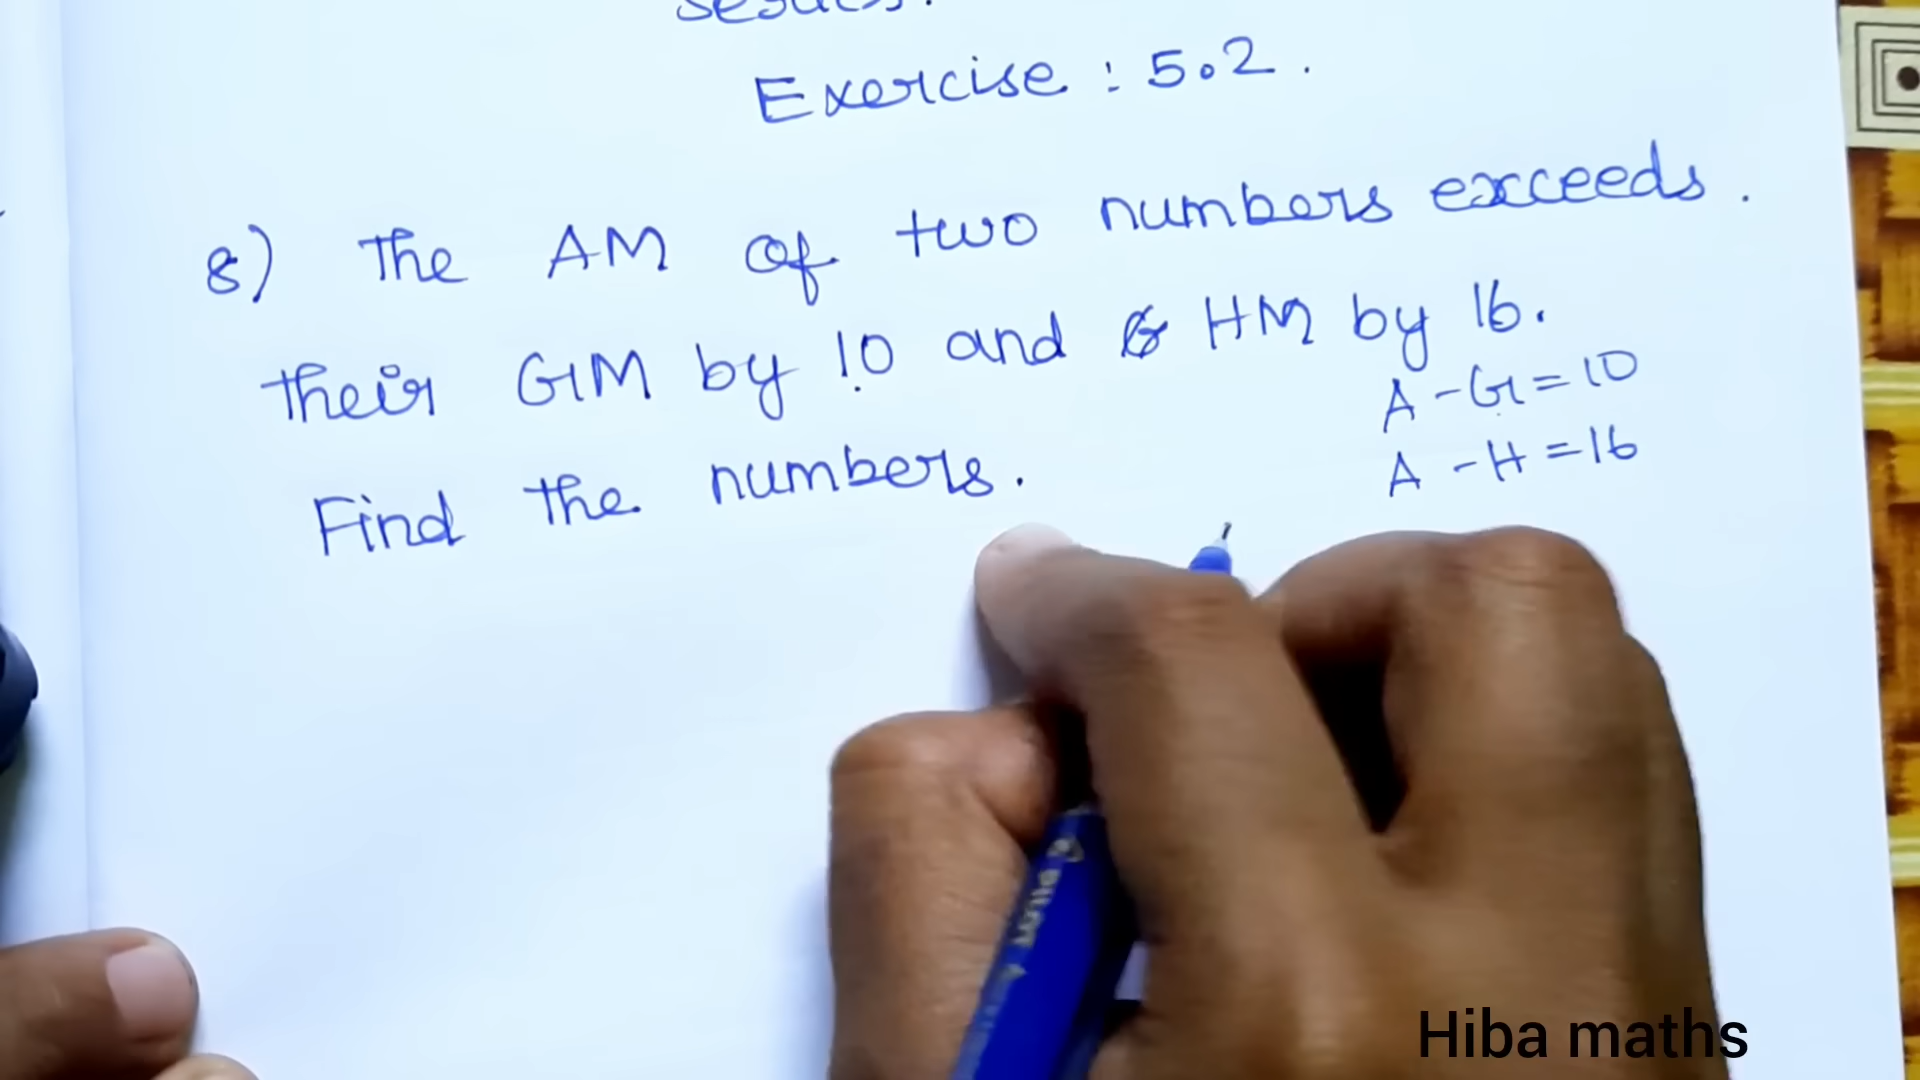 Exercise : 5.2.
8) The AM of two numbers exceeds.
their GM by 10 and G HM by 16.
A - G = 10
A - H = 16
Find the numbers.
PILOT
Hiba maths